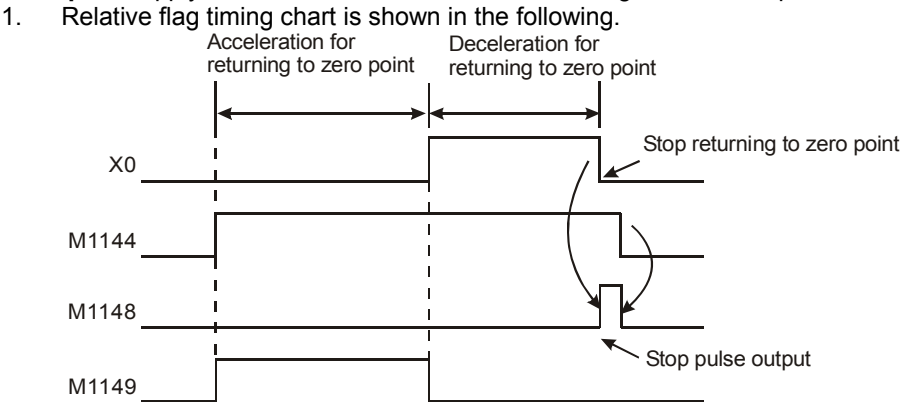 1. Relative flag timing chart is shown in the following.
Acceleration for
returning to zero point
Deceleration for
returning to zero point
Stop returning to zero point
X0
M1144
M1148
Stop pulse output
M1149